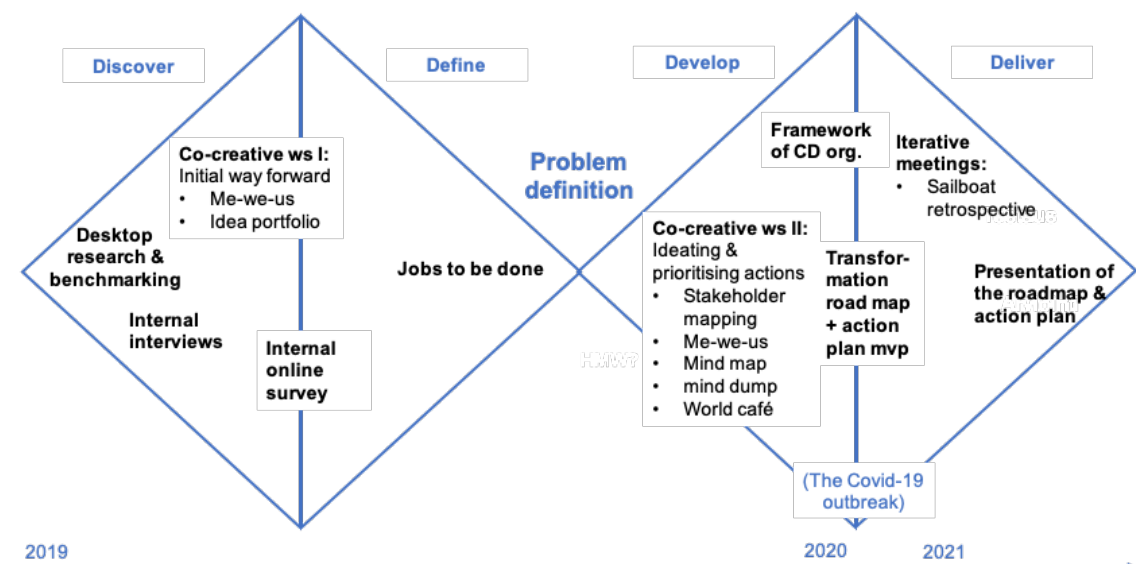 Discover
Define
Develop
Deliver
Co-creative ws I:
Initial way forward
• Me-we-us
• Idea portfolio
Desktop
research &
benchmarking
Internal
interviews
Internal
online
survey
Jobs to be done
Problem
definition
HMW?
Co-creative ws II:
Ideating &
prioritising actions
• Stakeholder
mapping
• Me-we-us
• Mind map
• mind dump
• World café
Framework
of CD org.
Transfor-
mation
road map
+ action
plan mvp
Iterative
meetings:
• Sailboat
retrospective
Presentation of
the roadmap &
action plan
(The Covid-19
outbreak)
2019
2020
2021